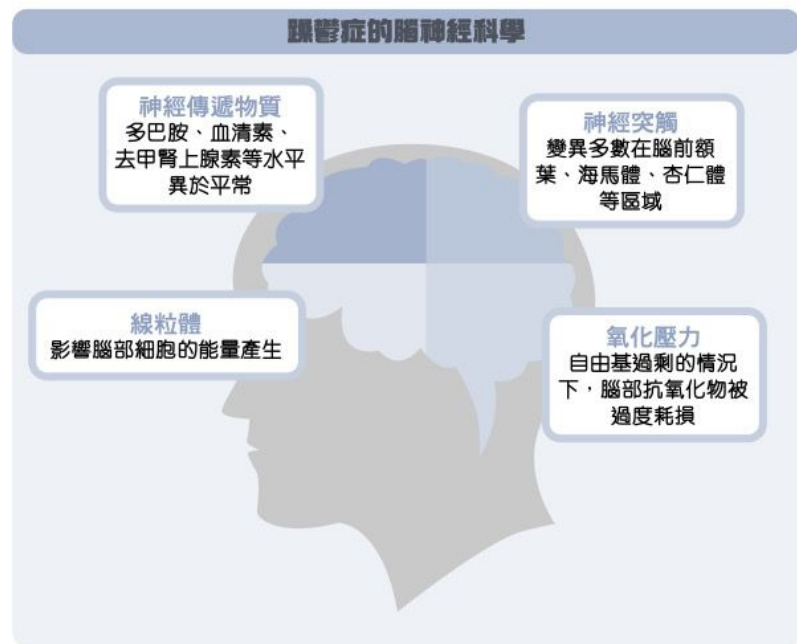 躁鬱症的腦神經科學
神經傳遞物質
多巴胺、血清素、
去甲腎上腺素等水平
異於平常
神經突觸
變異多數在腦前額
葉、海馬體、杏仁體
等區域
線粒體
影響腦部細胞的能量產生
氧化壓力
自由基過剩的情況
下，腦部抗氧化物被
過度耗損